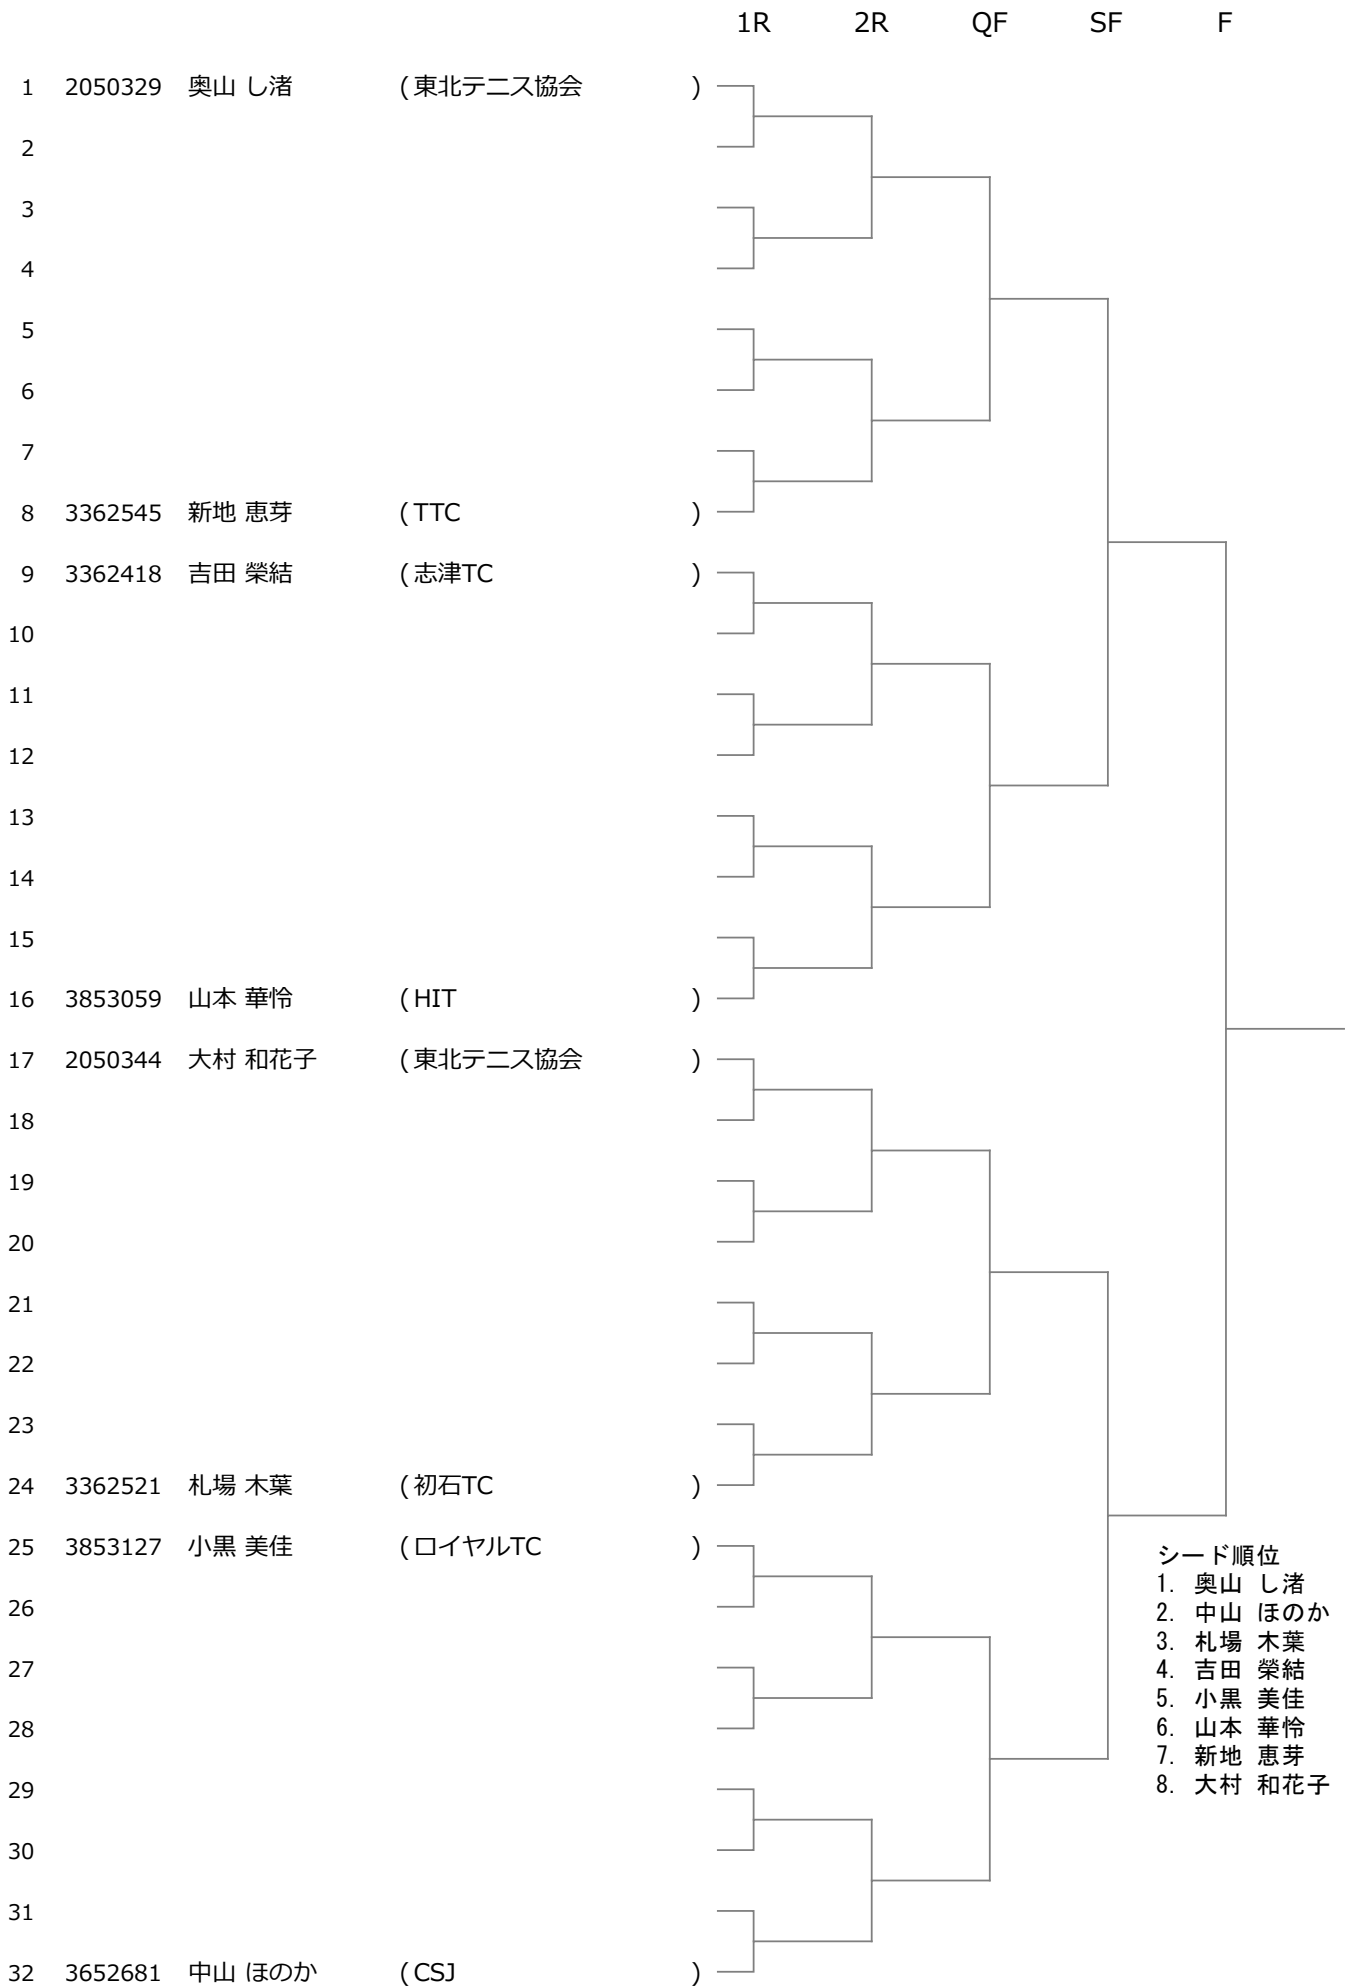 1R 2R QF SF F
1 2050329 奥山 し渚 ( 東北テニス協会 )
2
3
4
5
6
7
8 3362545 新地 恵芽 ( TTC )
9 3362418 吉田 榮結 ( 志津TC )
10
11
12
13
14
15
16 3853059 山本 華怜 ( HIT )
17 2050344 大村 和花子 ( 東北テニス協会 )
18
19
20
21
22
23
24 3362521 札場 木葉 ( 初石TC )
25 3853127 小黒 美佳 ( ロイヤルTC )
26
27
28
29
30
31
32 3652681 中山 ほのか ( CSJ )
シード順位
1. 奥山 し渚
2. 中山 ほのか
3. 札場 木葉
4. 吉田 榮結
5. 小黒 美佳
6. 山本 華怜
7. 新地 恵芽
8. 大村 和花子